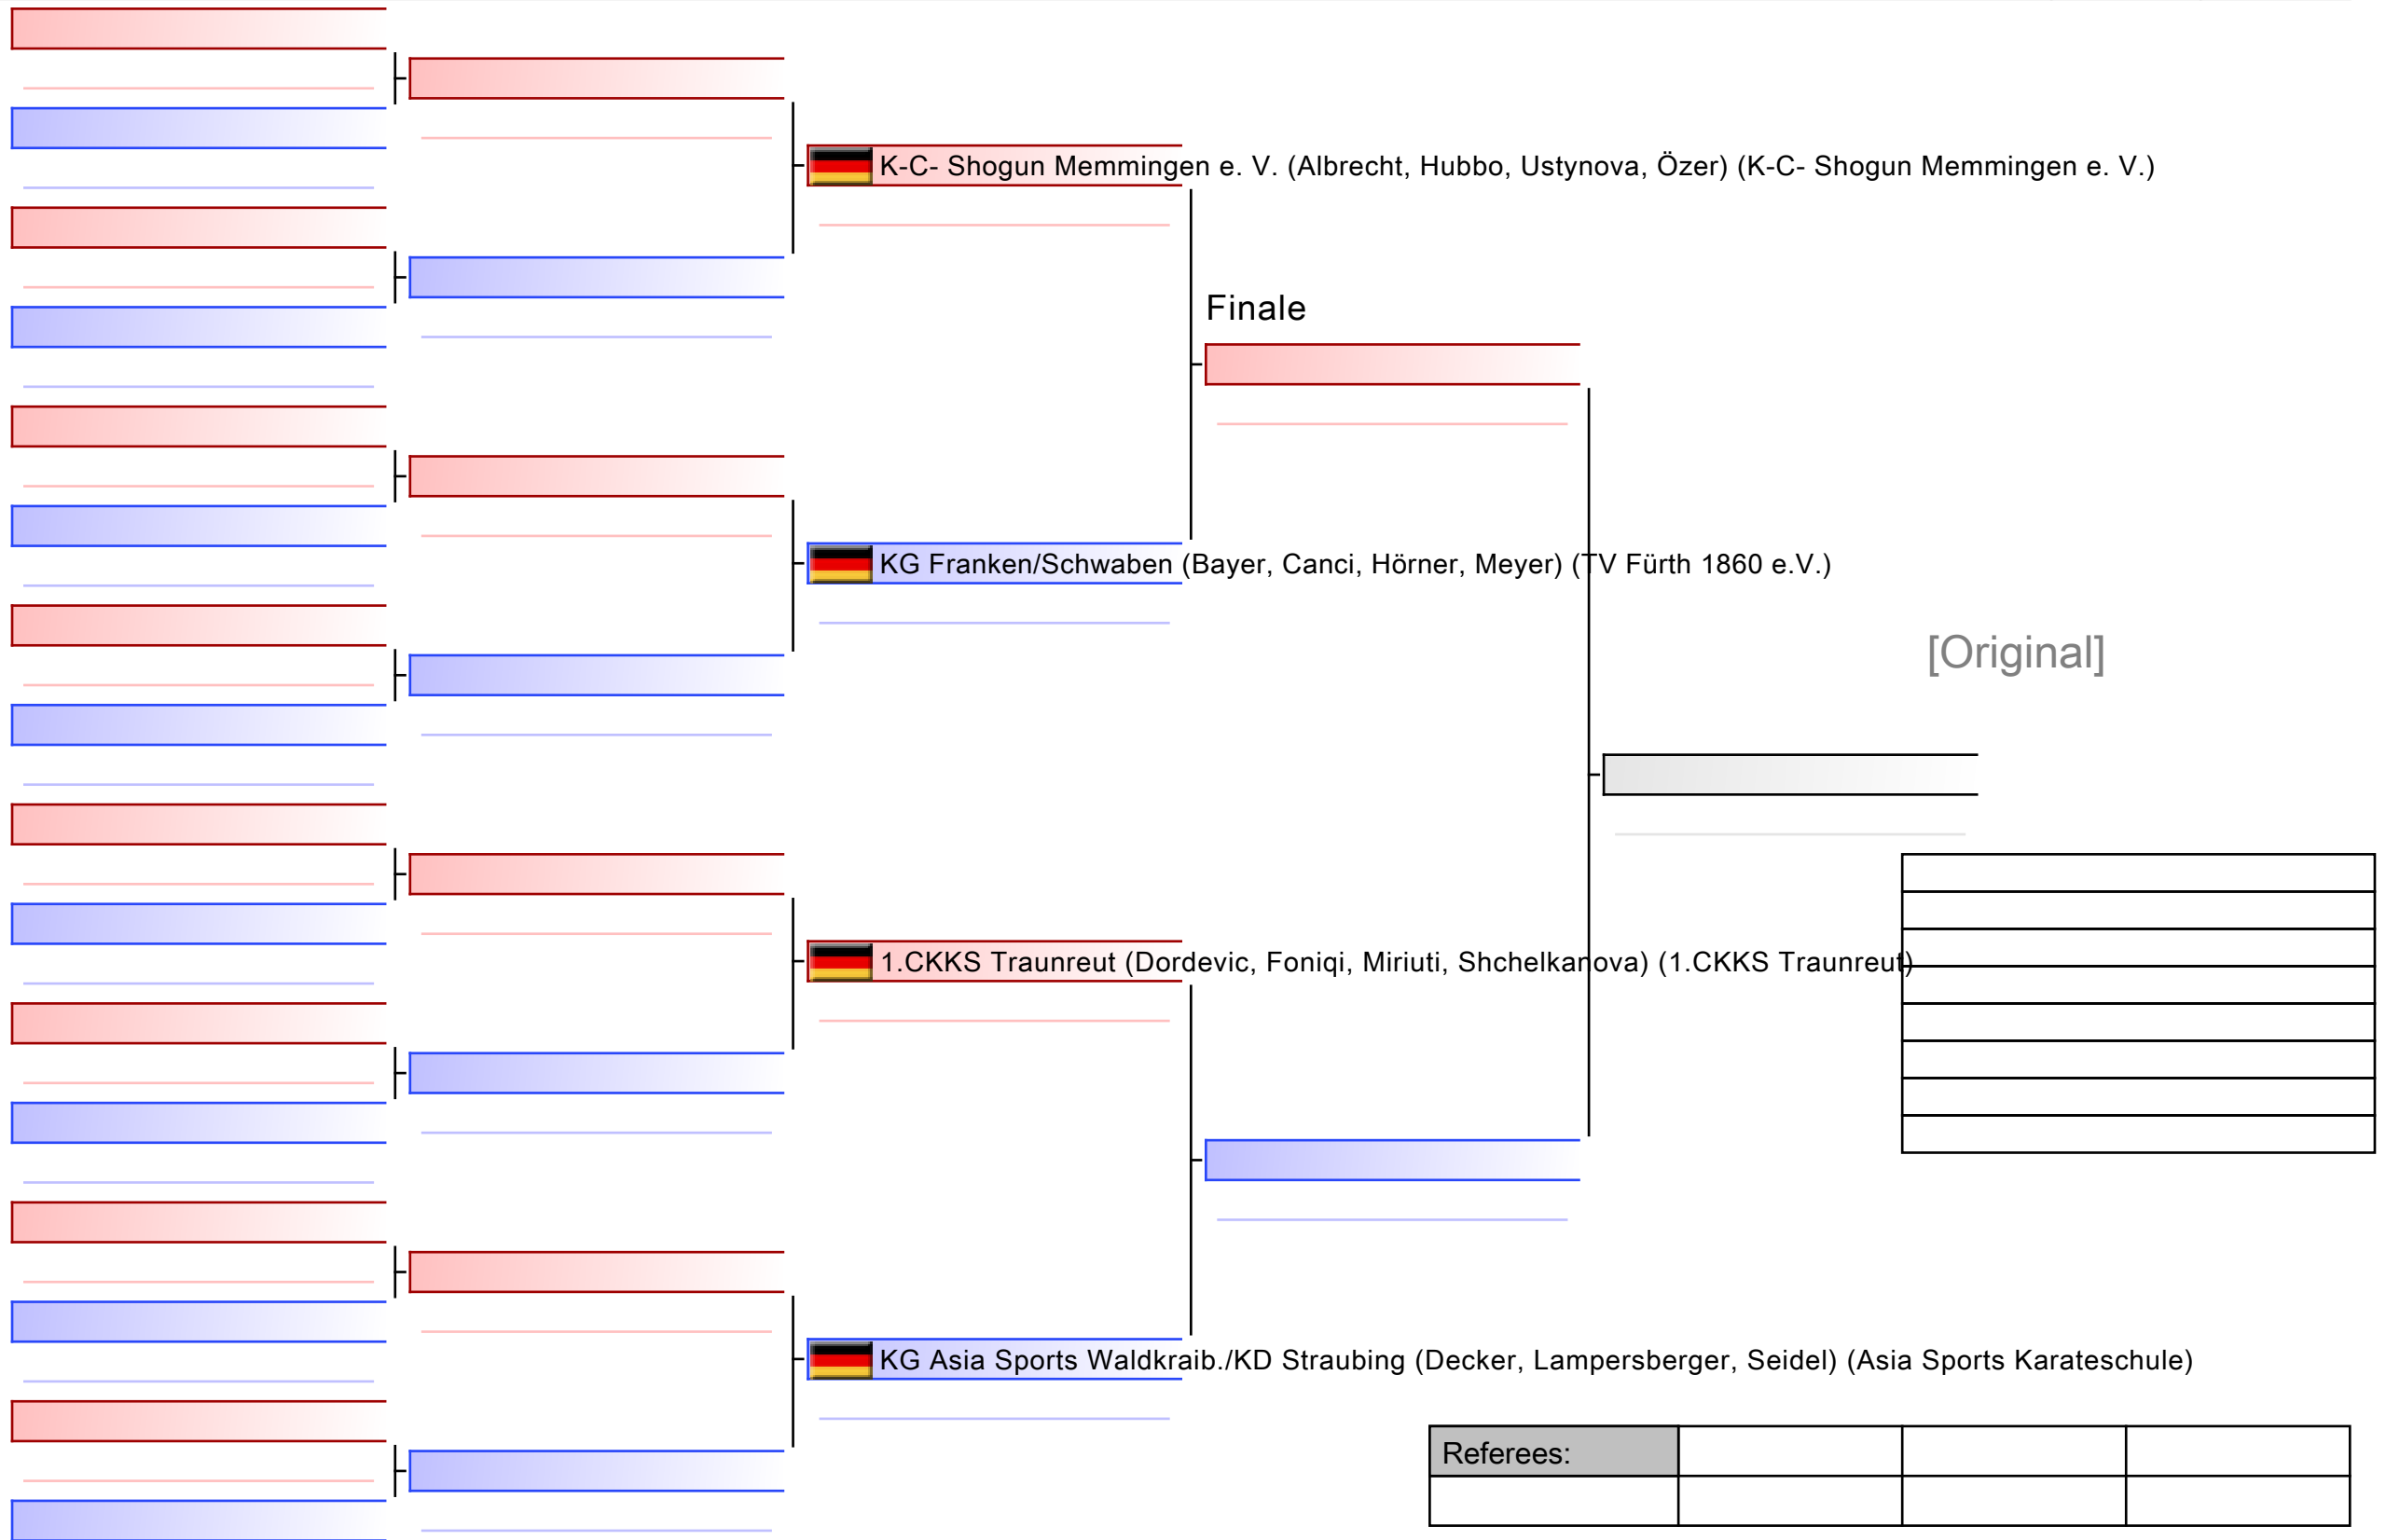 K-C- Shogun Memmingen e. V. (Albrecht, Hubbo, Ustynova, Özer) (K-C- Shogun Memmingen e. V.)
Finale
KG Franken/Schwaben (Bayer, Canci, Hörner, Meyer) (TV Fürth 1860 e.V.)
[Original]
1.CKKS Traunreut (Dordevic, Foniqi, Miriuti, Shchelkanova) (1.CKKS Traunreut)
KG Asia Sports Waldkraib./KD Straubing (Decker, Lampersberger, Seidel) (Asia Sports Karateschule)
Referees: